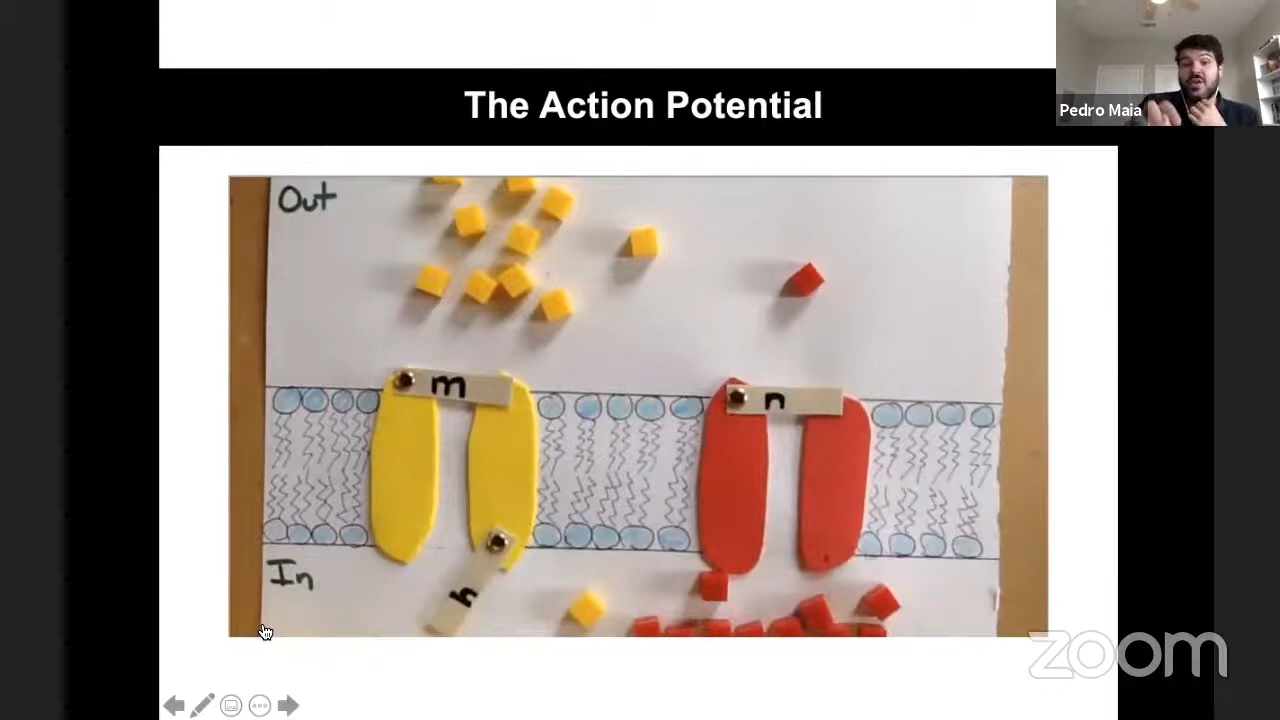 The Action Potential
Pedro Maia
Out
m
n
In
h
zoom